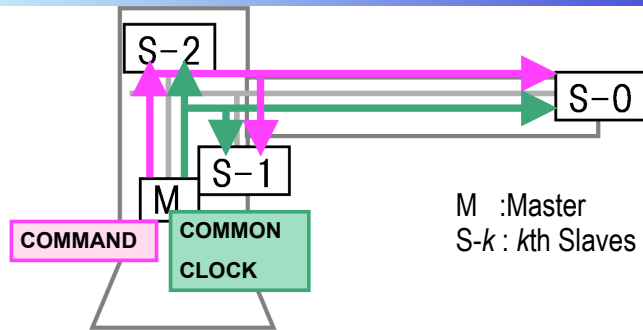 S-2
S-0
S-1
M
COMMAND
COMMON
CLOCK
M :Master
S-k : kth Slaves